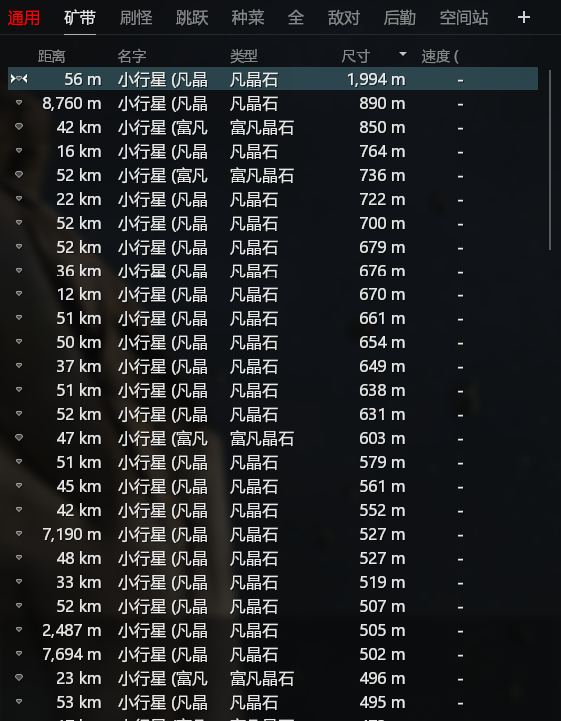 通用 矿带 刷怪 跳跃 种菜 全 敌对 后勤 空间站 +
距离 名字 类型 尺寸 速度 (
56 m 小行星 (凡晶 凡晶石 1,994 m -
8,760 m 小行星 (凡晶 凡晶石 890 m -
42 km 小行星 (富凡 富凡晶石 850 m -
16 km 小行星 (凡晶 凡晶石 764 m -
52 km 小行星 (富凡 富凡晶石 736 m -
22 km 小行星 (凡晶 凡晶石 722 m -
52 km 小行星 (凡晶 凡晶石 700 m -
52 km 小行星 (凡晶 凡晶石 679 m -
36 km 小行星 (凡晶 凡晶石 676 m -
12 km 小行星 (凡晶 凡晶石 670 m -
51 km 小行星 (凡晶 凡晶石 661 m -
50 km 小行星 (凡晶 凡晶石 654 m -
37 km 小行星 (凡晶 凡晶石 649 m -
51 km 小行星 (凡晶 凡晶石 638 m -
52 km 小行星 (凡晶 凡晶石 631 m -
47 km 小行星 (富凡 富凡晶石 603 m -
51 km 小行星 (凡晶 凡晶石 579 m -
45 km 小行星 (凡晶 凡晶石 561 m -
42 km 小行星 (凡晶 凡晶石 552 m -
7,190 m 小行星 (凡晶 凡晶石 527 m -
48 km 小行星 (凡晶 凡晶石 527 m -
33 km 小行星 (凡晶 凡晶石 519 m -
52 km 小行星 (凡晶 凡晶石 507 m -
2,487 m 小行星 (凡晶 凡晶石 505 m -
7,694 m 小行星 (凡晶 凡晶石 502 m -
23 km 小行星 (富凡 富凡晶石 496 m -
53 km 小行星 (凡晶 凡晶石 495 m -